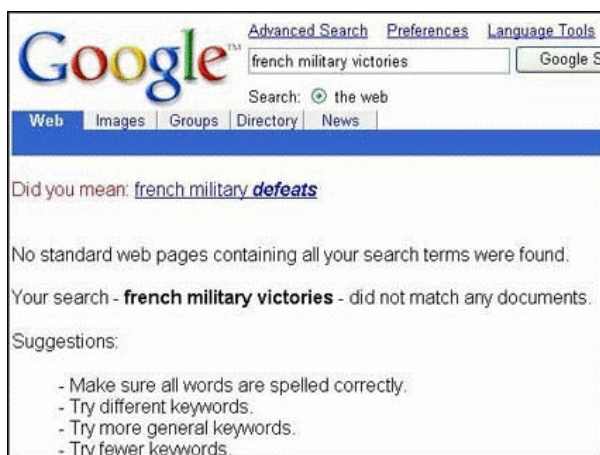 Advanced Search Preferences Language Tools
Google™ french military victories Google S
Search: the web
Web Images Groups Directory News
Did you mean: french military defeats
No standard web pages containing all your search terms were found.
Your search - french military victories - did not match any documents.
Suggestions:
- Make sure all words are spelled correctly.
- Try different keywords.
- Try more general keywords.
- Try fewer keywords.